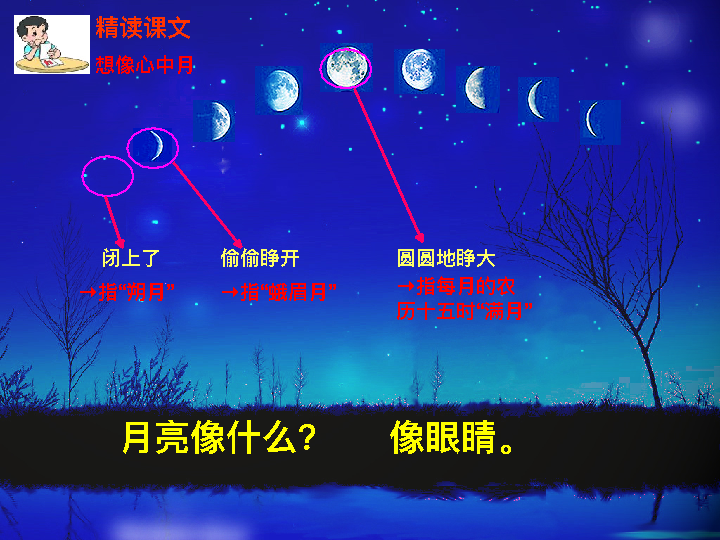 精读课文
想像心中月
闭上了
→指“朔月”
偷偷睁开
→指“蛾眉月”
圆圆地睁大
→指每月的农
历十五时“满月”
月亮像什么？
像眼睛。